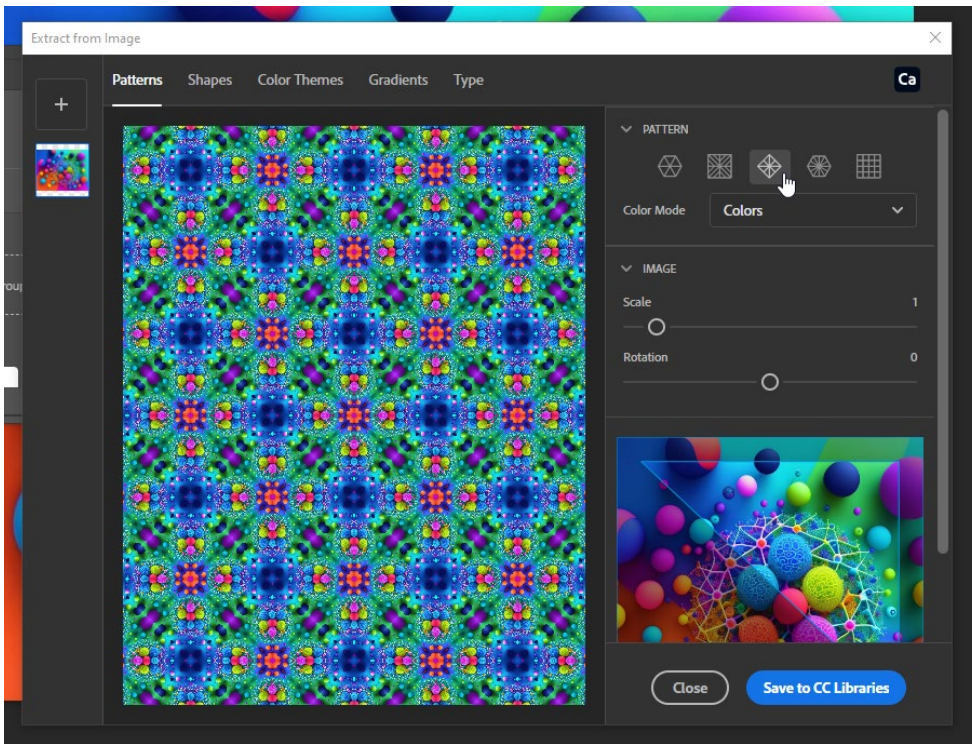 Extract from Image
Patterns Shapes Color Themes Gradients Type
Ca
+
PATTERN
Color Mode Colors
IMAGE
Scale 1
Rotation 0
Close Save to CC Libraries